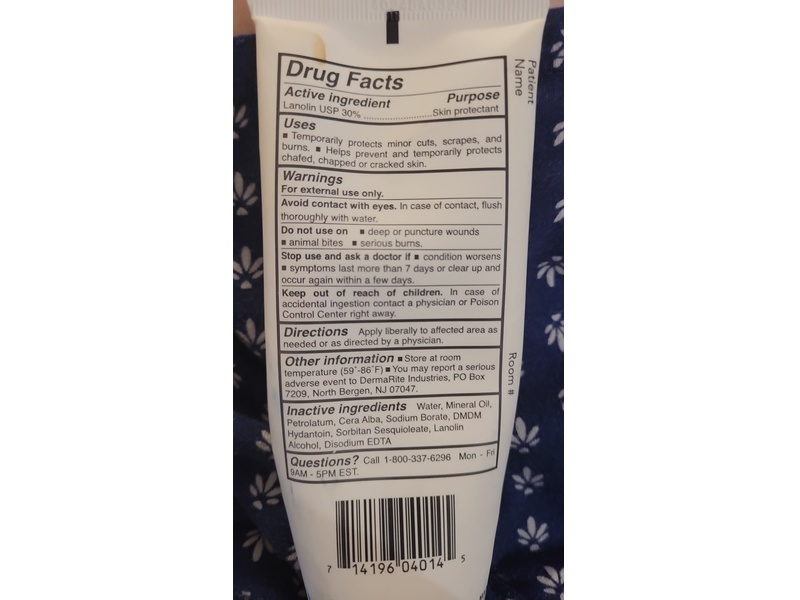 Patient
Name
Drug Facts
Active ingredient Purpose
Lanolin USP 30% ........................Skin protectant
Uses
■ Temporarily protects minor cuts, scrapes, and
burns. ■ Helps prevent and temporarily protects
chafed, chapped or cracked skin.
Warnings
For external use only.
Avoid contact with eyes. In case of contact, flush
thoroughly with water.
Do not use on ■ deep or puncture wounds
■ animal bites ■ serious burns.
Stop use and ask a doctor if ■ condition worsens
■ symptoms last more than 7 days or clear up and
occur again within a few days.
Keep out of reach of children. In case of
accidental ingestion contact a physician or Poison
Control Center right away.
Directions Apply liberally to affected area as
needed or as directed by a physician.
Other information ■ Store at room
temperature (59˚-86˚F) ■ You may report a serious
adverse event to DermaRite Industries, PO Box
7209, North Bergen, NJ 07047.
Room #
Inactive ingredients Water, Mineral Oil,
Petrolatum, Cera Alba, Sodium Borate, DMDM
Hydantoin, Sorbitan Sesquioleate, Lanolin
Alcohol, Disodium EDTA
Questions? Call 1-800-337-6296 Mon - Fri
9AM - 5PM EST.
7 14196 04014 5